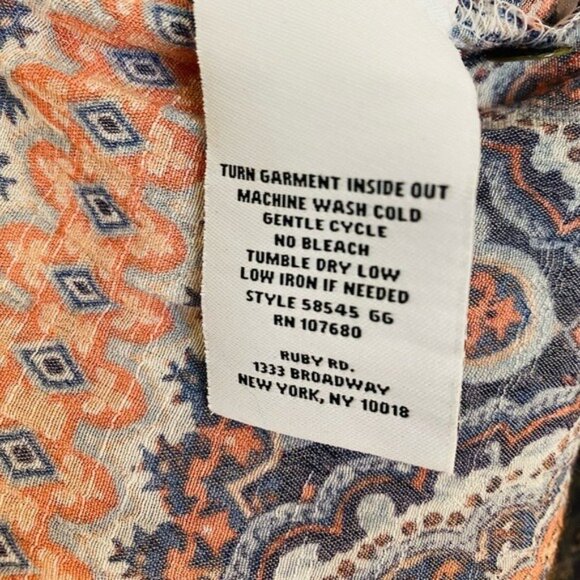 TURN GARMENT INSIDE OUT
MACHINE WASH COLD
GENTLE CYCLE
NO BLEACH
TUMBLE DRY LOW
LOW IRON IF NEEDED
STYLE 58545 GG
RN 107680
RUBY RD.
1333 BROADWAY
NEW YORK, NY 10018